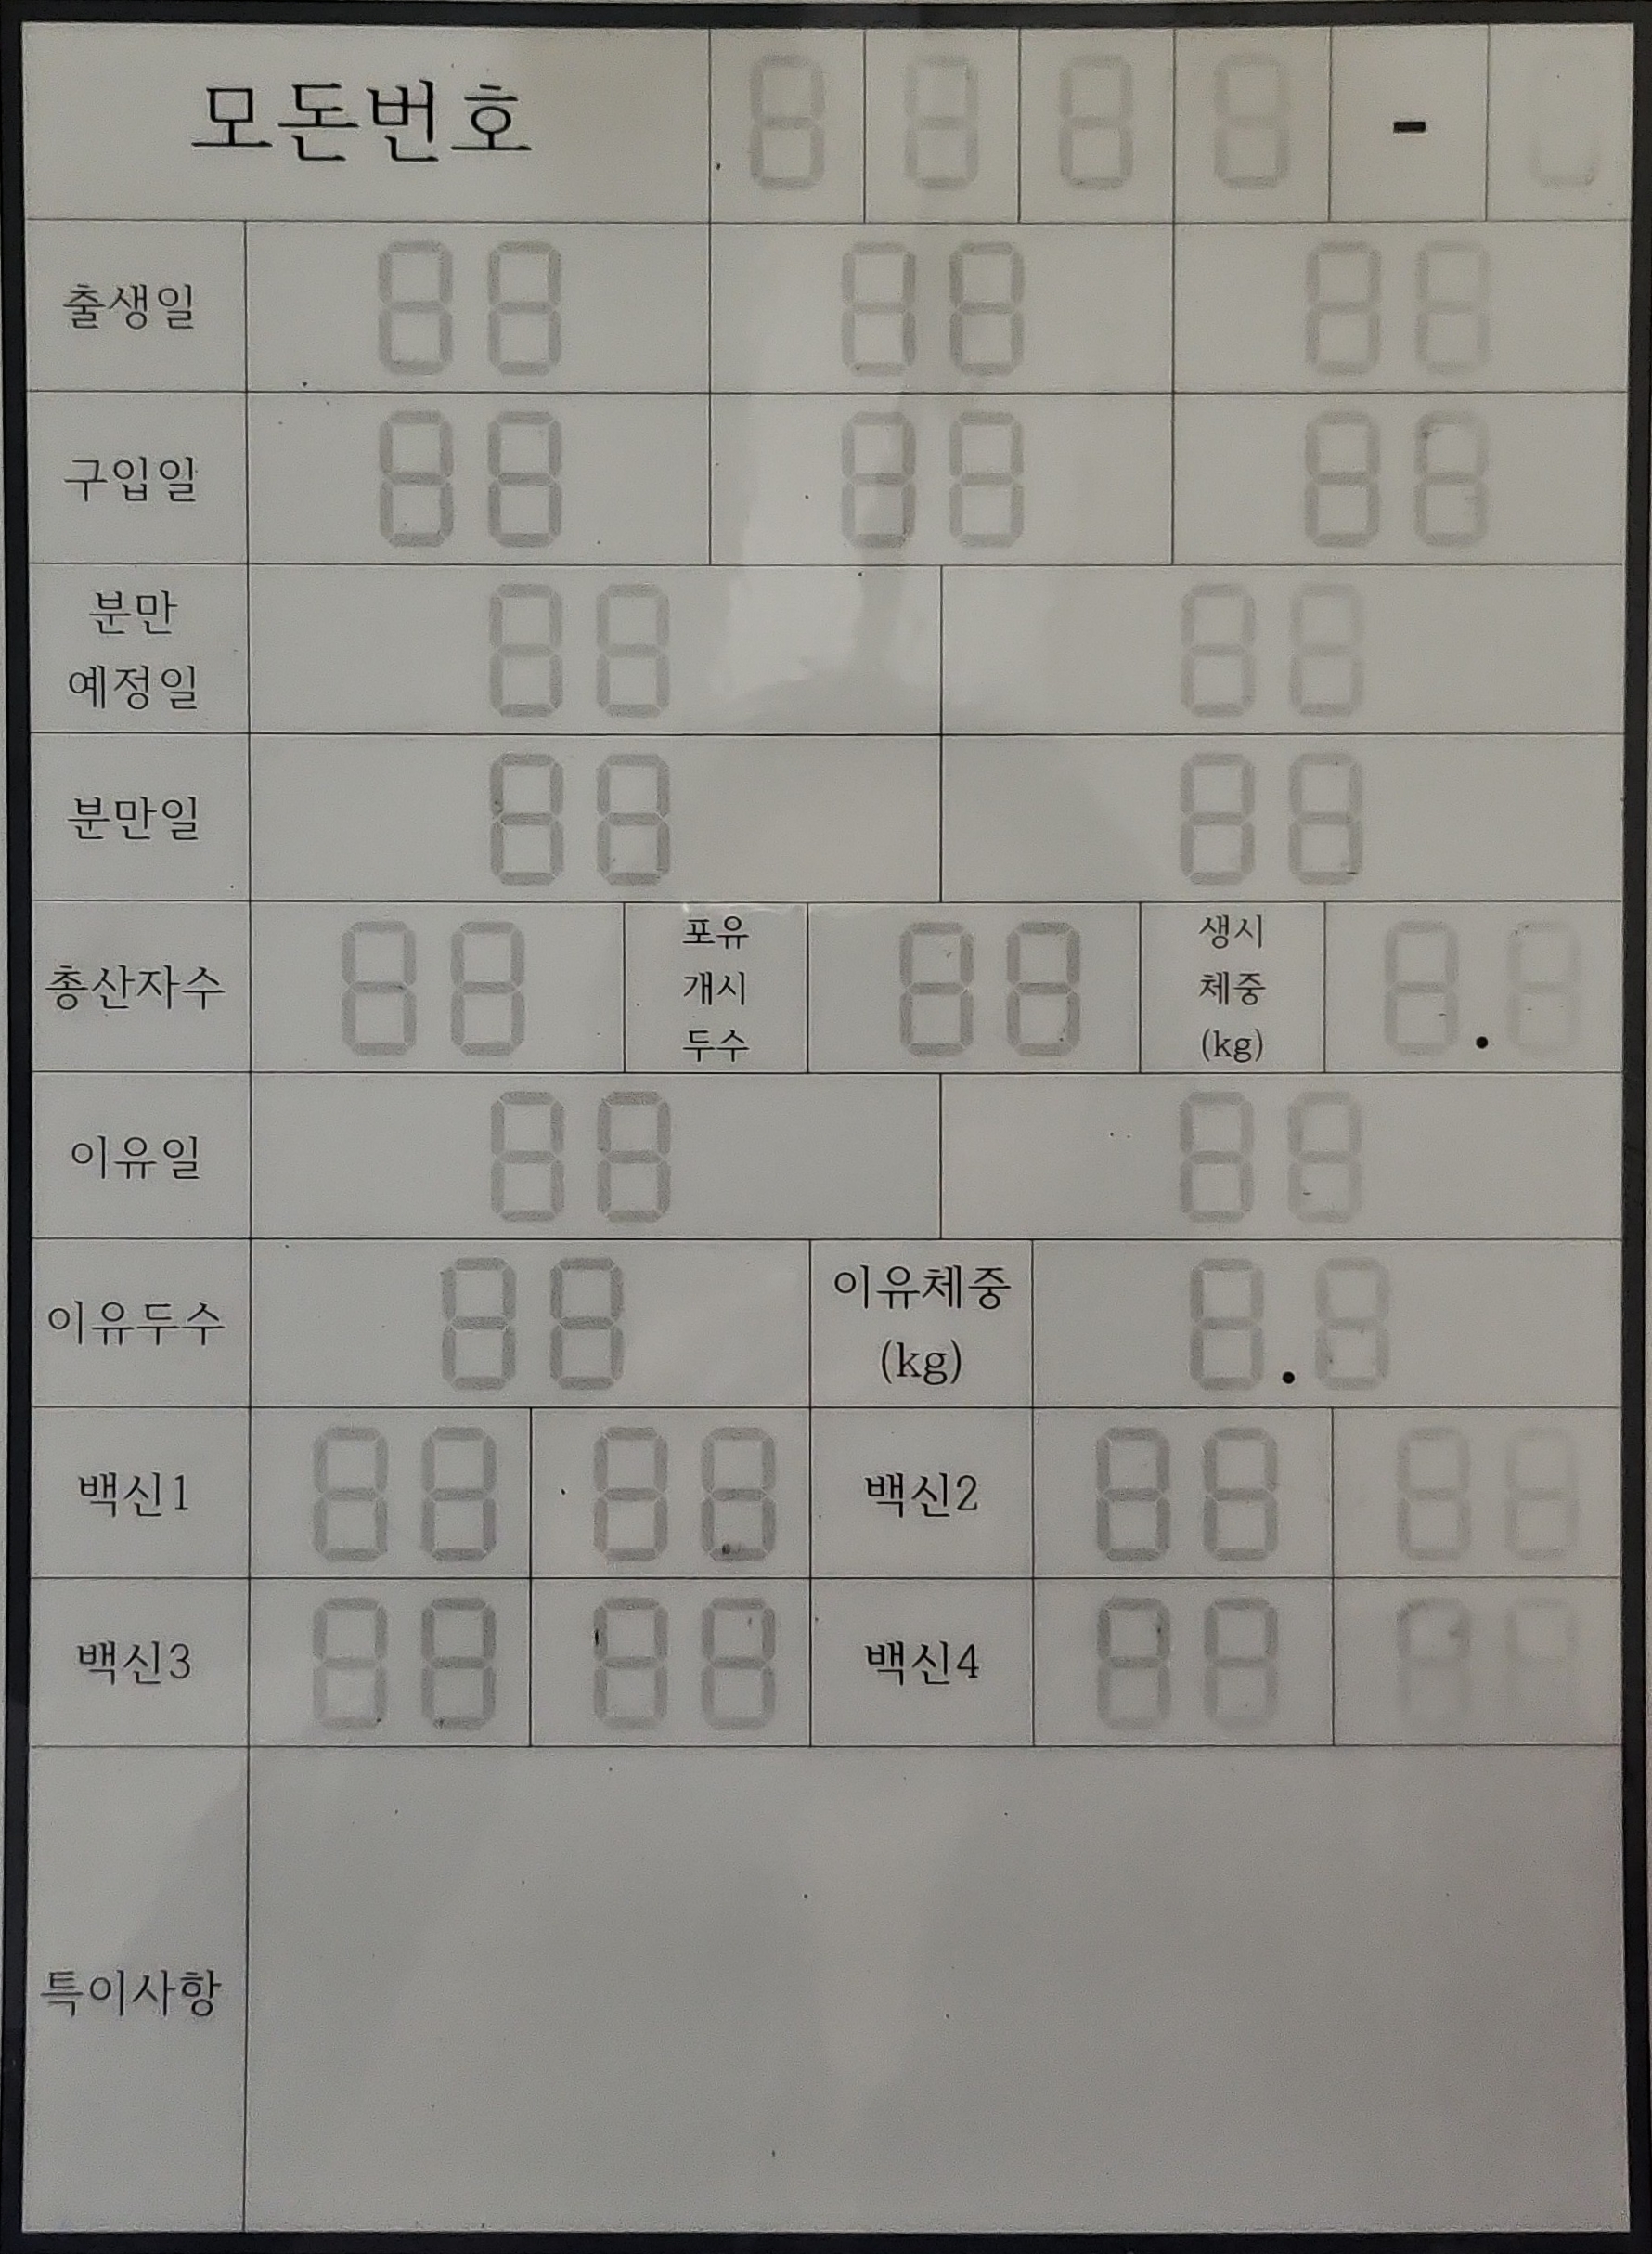 모돈번호 8 8 8 8 -
출생일 88 88 88
구입일 88 88 88
분만
예정일 88 88
분만일 88 88
총산자수 88 포유
개시
두수 88 생시
체중
(kg) 8.8
이유일 88 88
이유두수 88 이유체중
(kg) 8.8
백신1 88 88 백신2 88 88
백신3 88 88 백신4 88
특이사항